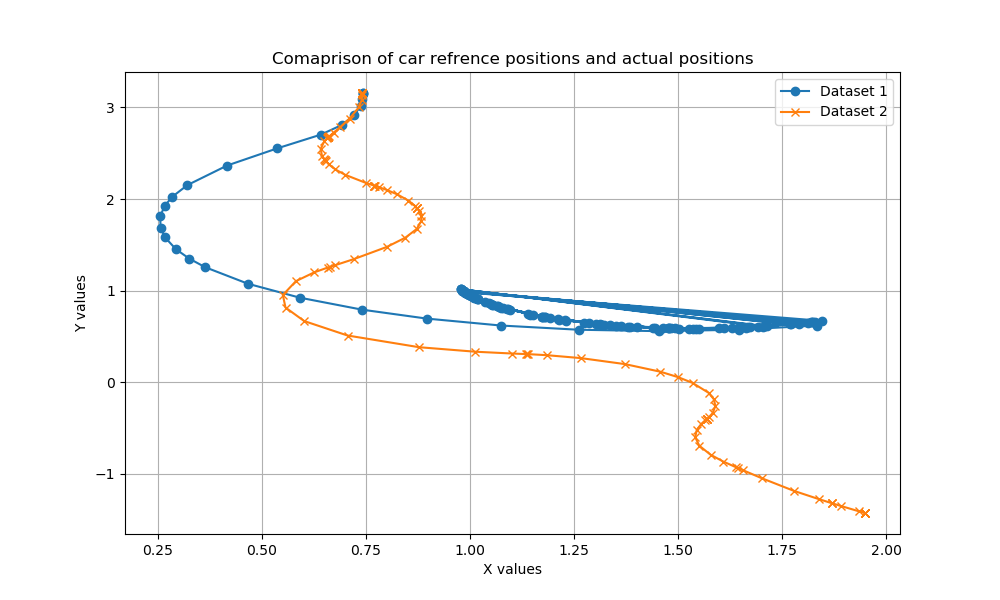 Comaprison of car refrence positions and actual positions
Dataset 1
Dataset 2
Y values
3
2
1
0
−1
0.25 0.50 0.75 1.00 1.25 1.50 1.75 2.00
X values